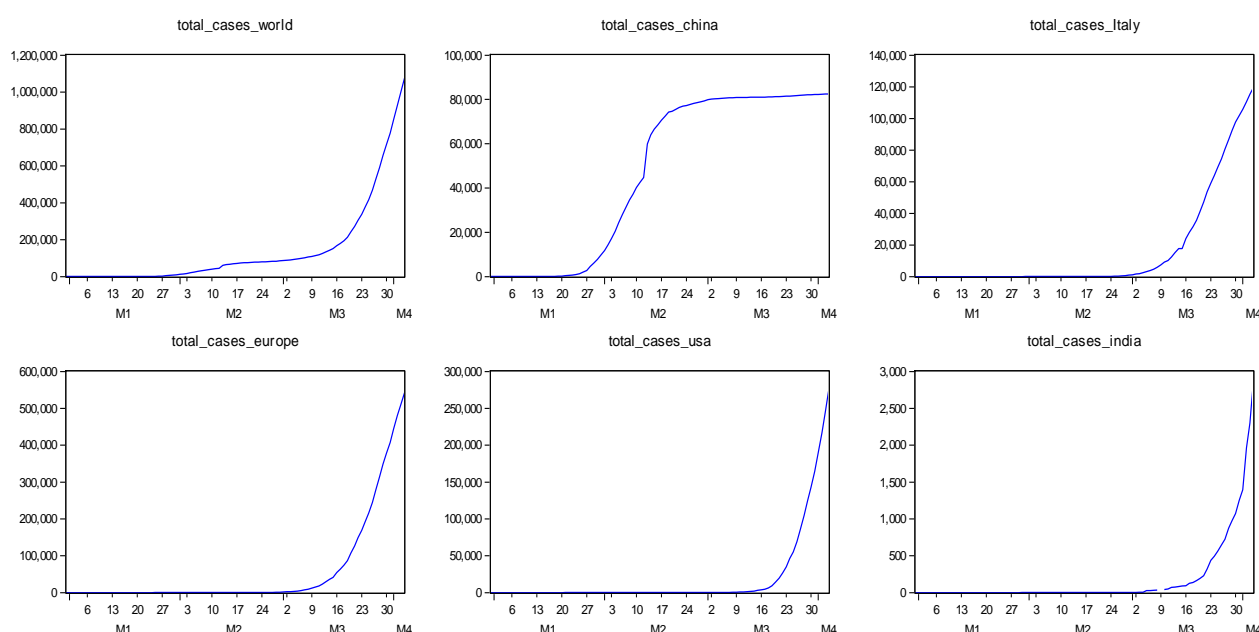 total_cases_world
1,200,000
1,000,000
800,000
600,000
400,000
200,000
0
6 13 20 27 3 10 17 24 2 9 16 23 30
M1 M2 M3 M4
total_cases_china
100,000
80,000
60,000
40,000
20,000
0
6 13 20 27 3 10 17 24 2 9 16 23 30
M1 M2 M3 M4
total_cases_Italy
140,000
120,000
100,000
80,000
60,000
40,000
20,000
0
6 13 20 27 3 10 17 24 2 9 16 23 30
M1 M2 M3 M4
total_cases_europe
600,000
500,000
400,000
300,000
200,000
100,000
0
6 13 20 27 3 10 17 24 2 9 16 23 30
M1 M2 M3 M4
total_cases_usa
300,000
250,000
200,000
150,000
100,000
50,000
0
6 13 20 27 3 10 17 24 2 9 16 23 30
M1 M2 M3 M4
total_cases_india
3,000
2,500
2,000
1,500
1,000
500
0
6 13 20 27 3 10 17 24 2 9 16 23 30
M1 M2 M3 M4